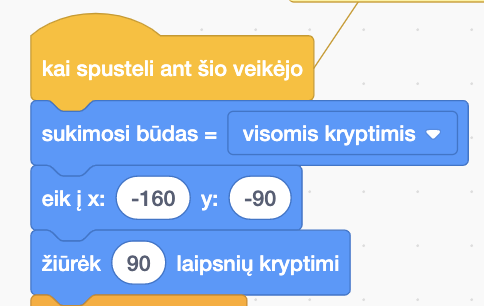 kai spusteli ant šio veikėjo
sukimosi būdas = visomis kryptimis
eik į x: -160 y: -90
žiūrėk 90 laipsnių kryptimi